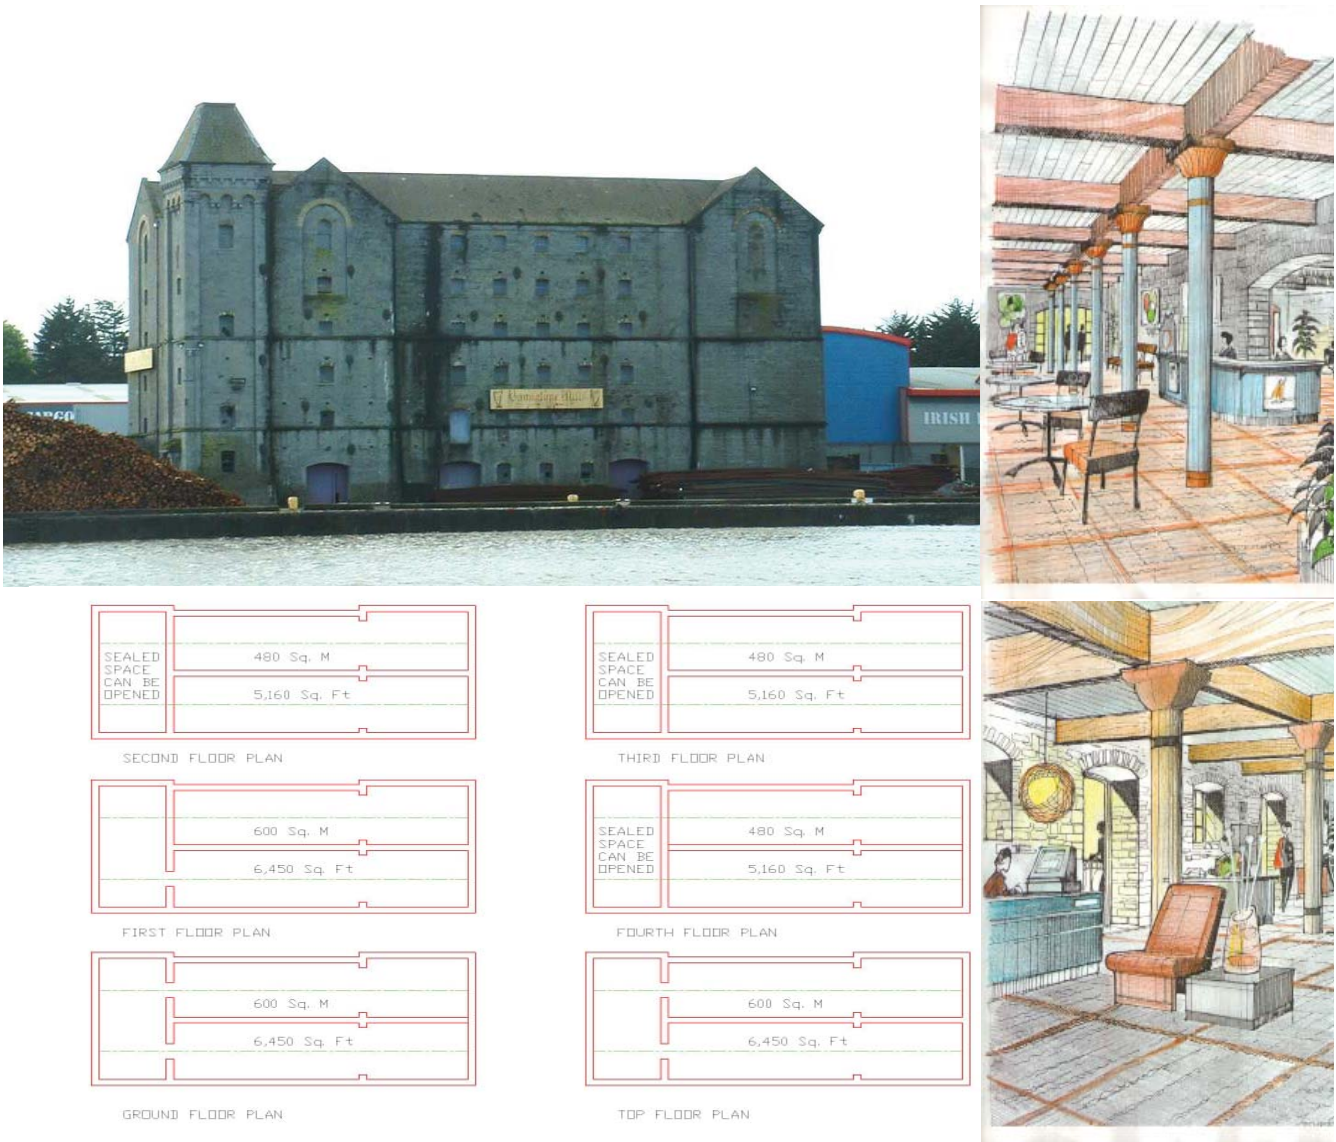 CARGO
IRISH
SEALED
SPACE
CAN BE
OPENED
480 Sq. M
5,160 Sq. Ft
SECOND FLOOR PLAN
SEALED
SPACE
CAN BE
OPENED
480 Sq. M
5,160 Sq. Ft
THIRD FLOOR PLAN
600 Sq. M
6,450 Sq. Ft
FIRST FLOOR PLAN
SEALED
SPACE
CAN BE
OPENED
480 Sq. M
5,160 Sq. Ft
FOURTH FLOOR PLAN
600 Sq. M
6,450 Sq. Ft
GROUND FLOOR PLAN
600 Sq. M
6,450 Sq. Ft
TOP FLOOR PLAN